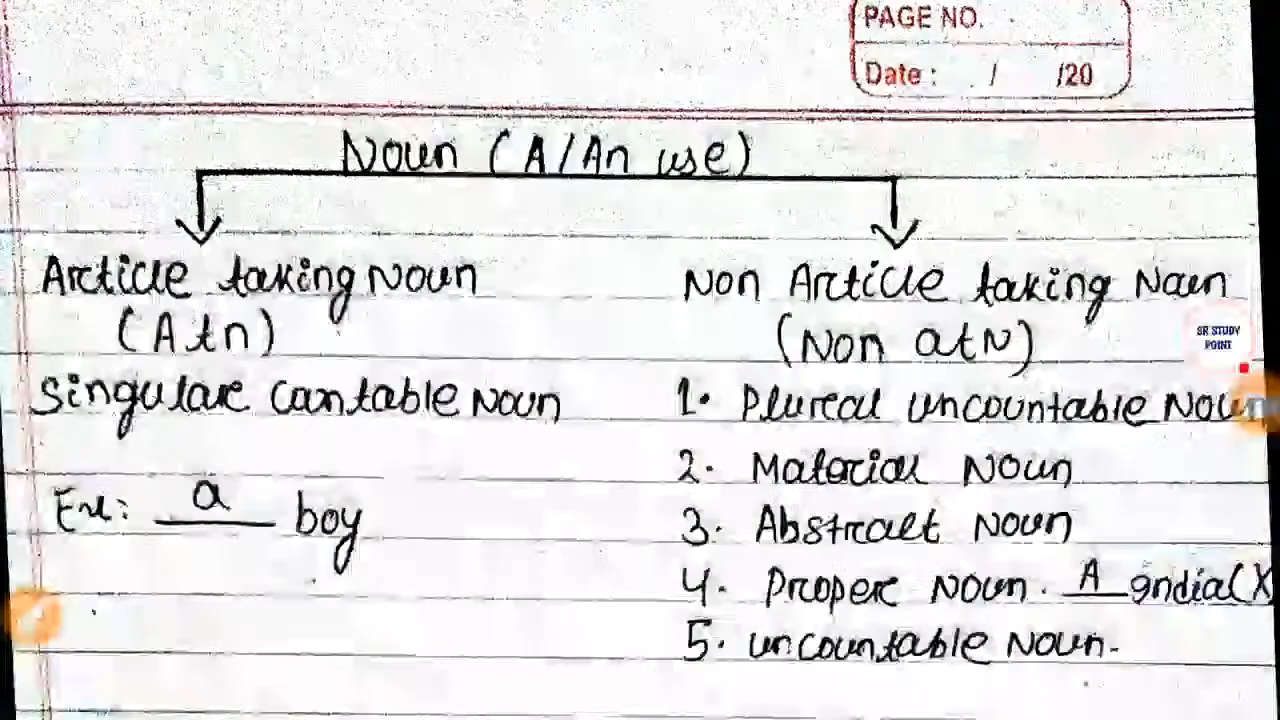 PAGE NO.
Date : / /20
Noun (A/An use)
Article taking Noun
(Atn)
Singular Countable Noun
Ex: a boy
Non Article taking Noun
(Non atN)
SR STUDY
POINT
1. Plural uncountable Noun
2. Material Noun
3. Abstract Noun
4. Proper Noun. A India(X
5. uncountable Noun.